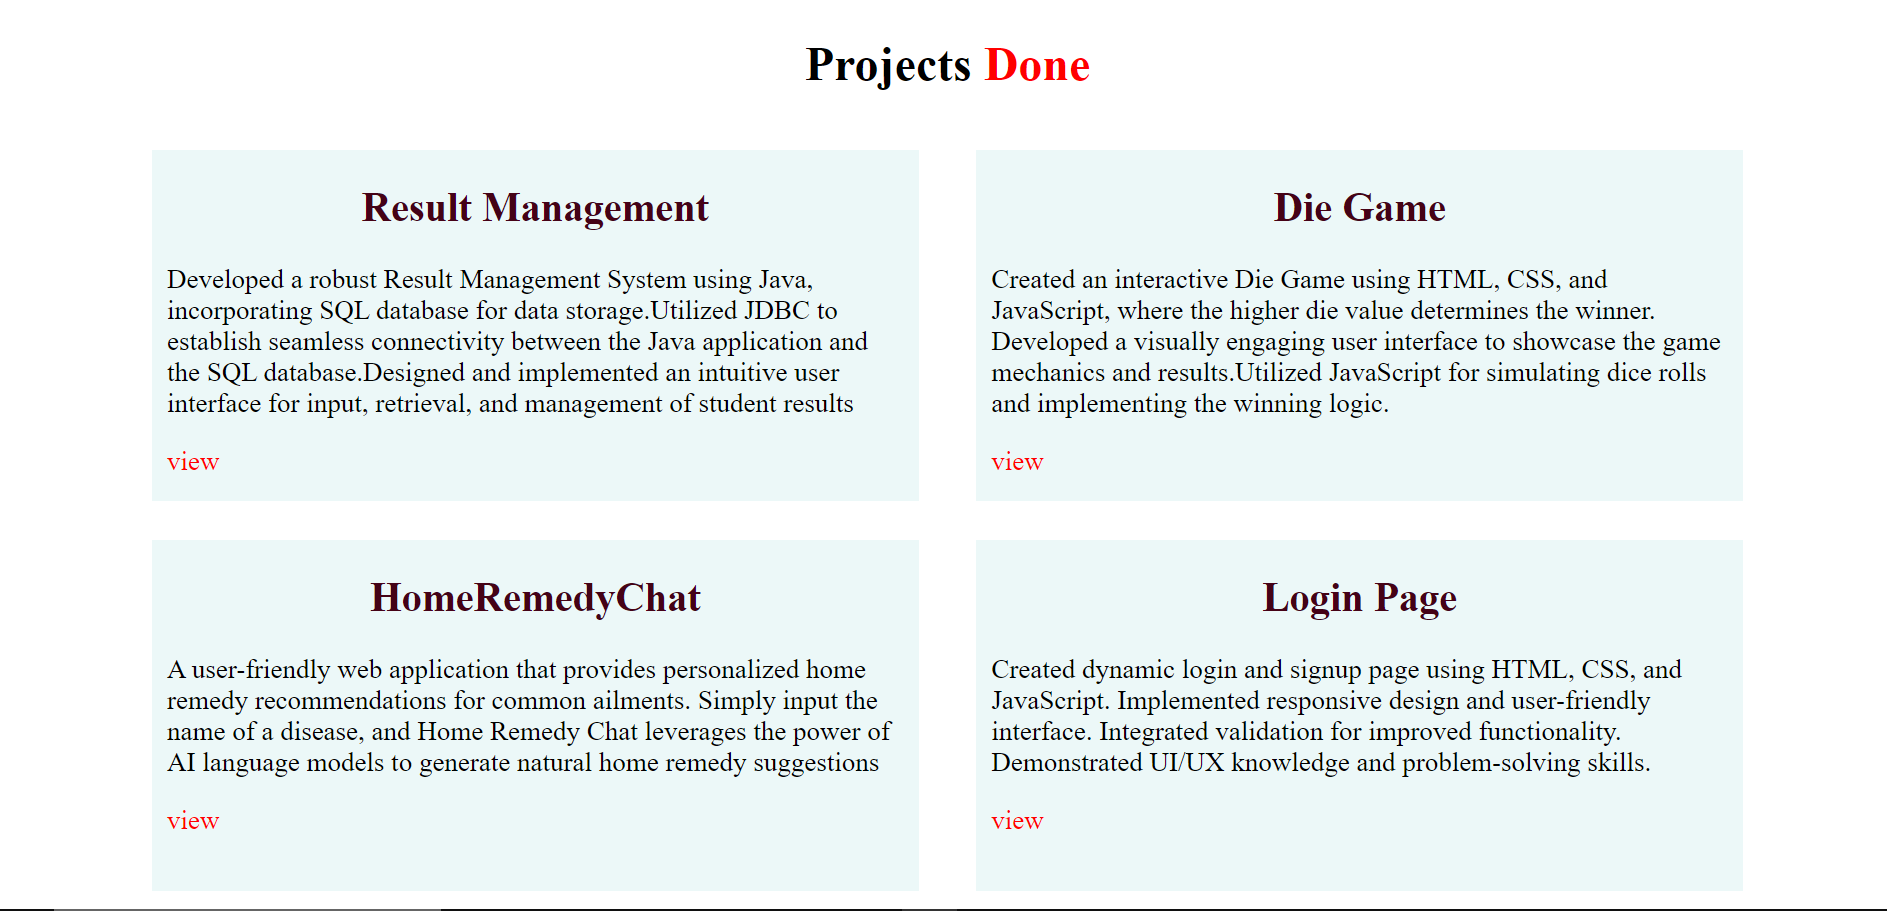 Projects Done
Result Management
Developed a robust Result Management System using Java,
incorporating SQL database for data storage.Utilized JDBC to
establish seamless connectivity between the Java application and
the SQL database.Designed and implemented an intuitive user
interface for input, retrieval, and management of student results
view
Die Game
Created an interactive Die Game using HTML, CSS, and
JavaScript, where the higher die value determines the winner.
Developed a visually engaging user interface to showcase the game
mechanics and results.Utilized JavaScript for simulating dice rolls
and implementing the winning logic.
view
HomeRemedyChat
A user-friendly web application that provides personalized home
remedy recommendations for common ailments. Simply input the
name of a disease, and Home Remedy Chat leverages the power of
AI language models to generate natural home remedy suggestions
view
Login Page
Created dynamic login and signup page using HTML, CSS, and
JavaScript. Implemented responsive design and user-friendly
interface. Integrated validation for improved functionality.
Demonstrated UI/UX knowledge and problem-solving skills.
view